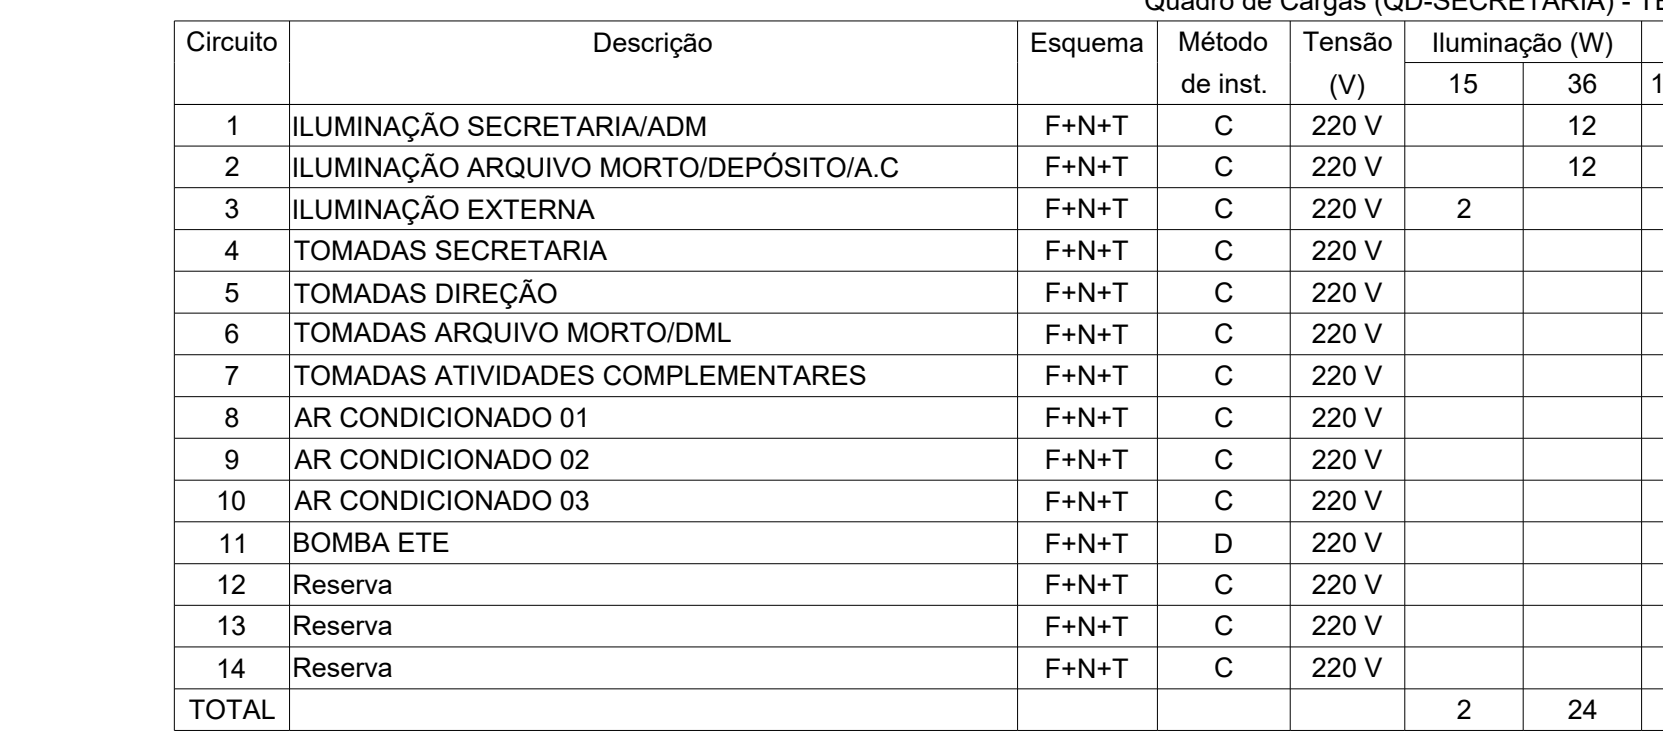 Quadro de Cargas (QD-SECRETARIA) -
Circuito Descrição Esquema Método Tensão Iluminação (W)
de inst. (V) 15 36
1 ILUMINAÇÃO SECRETARIA/ADM F+N+T C 220 V 12
2 ILUMINAÇÃO ARQUIVO MORTO/DEPÓSITO/A.C F+N+T C 220 V 12
3 ILUMINAÇÃO EXTERNA F+N+T C 220 V 2
4 TOMADAS SECRETARIA F+N+T C 220 V
5 TOMADAS DIREÇÃO F+N+T C 220 V
6 TOMADAS ARQUIVO MORTO/DML F+N+T C 220 V
7 TOMADAS ATIVIDADES COMPLEMENTARES F+N+T C 220 V
8 AR CONDICIONADO 01 F+N+T C 220 V
9 AR CONDICIONADO 02 F+N+T C 220 V
10 AR CONDICIONADO 03 F+N+T C 220 V
11 BOMBA ETE F+N+T D 220 V
12 Reserva F+N+T C 220 V
13 Reserva F+N+T C 220 V
14 Reserva F+N+T C 220 V
TOTAL 2 24